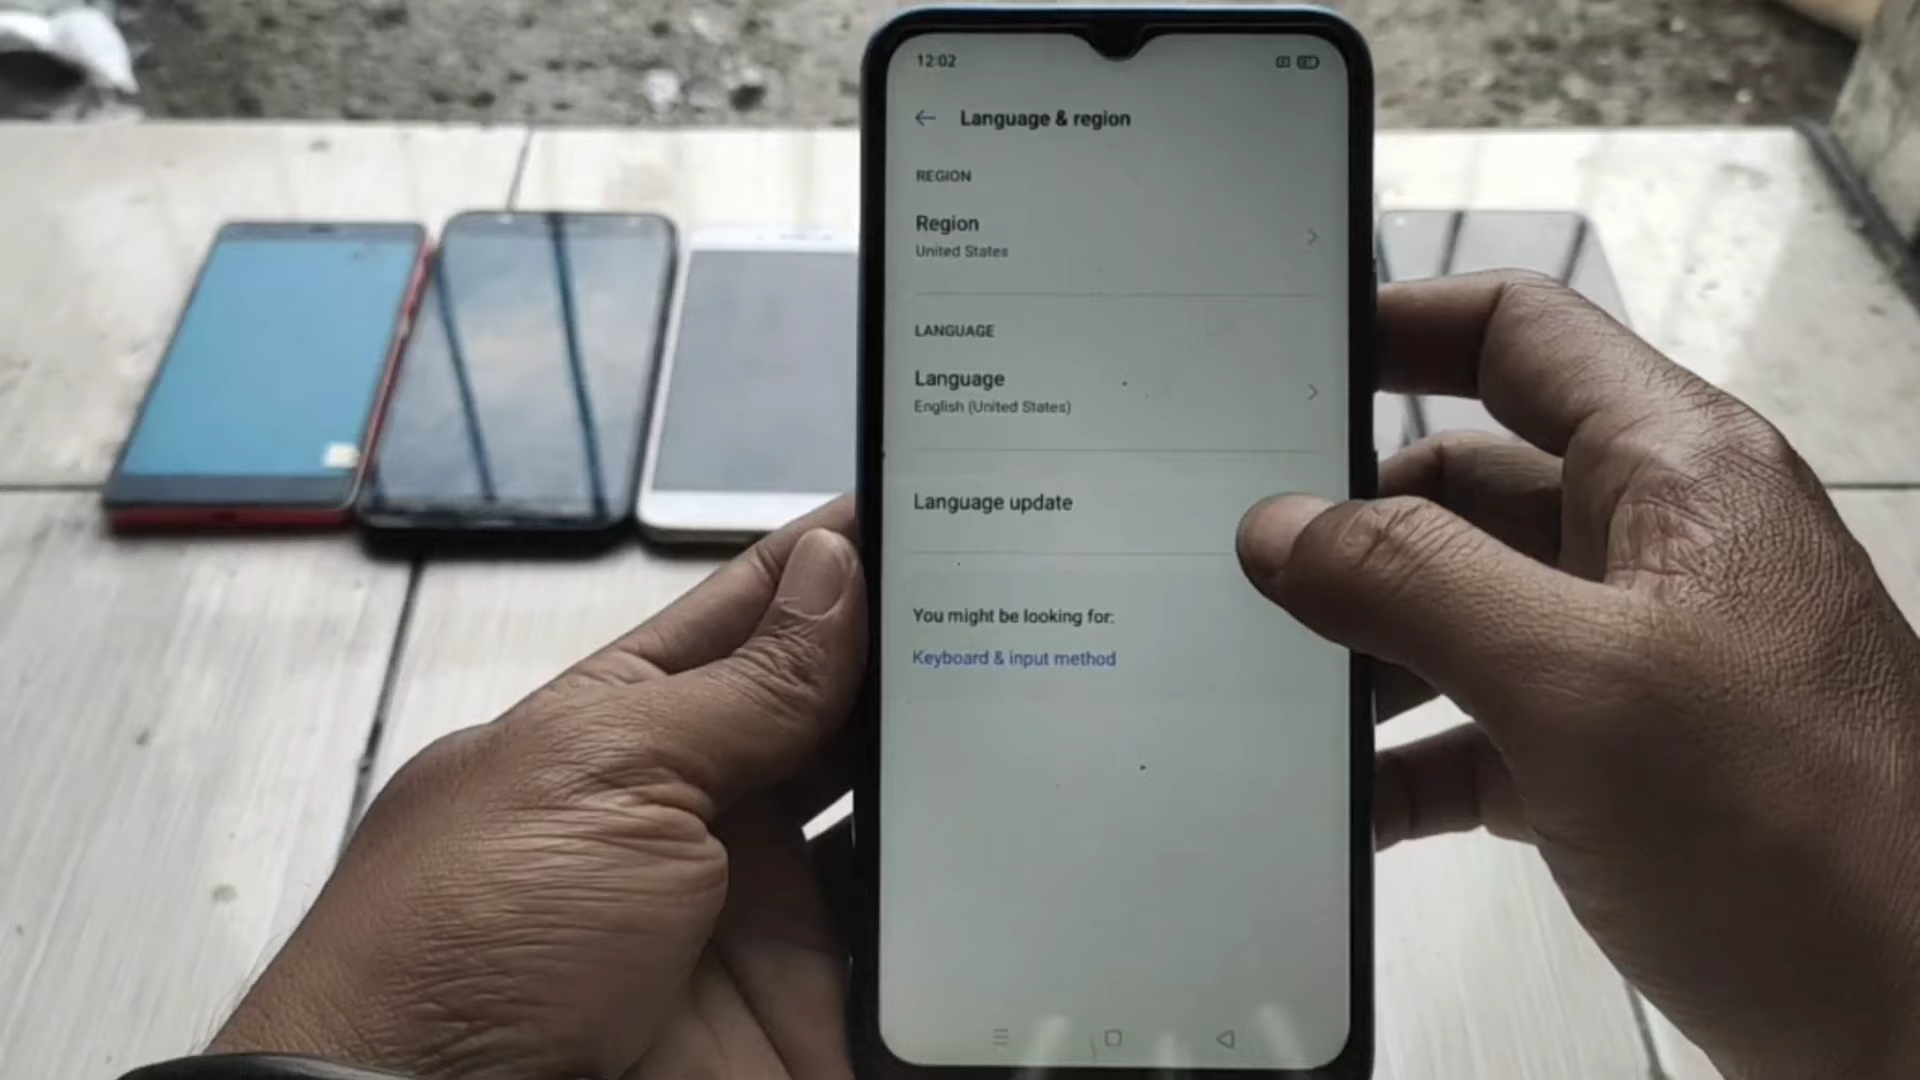 12:02
Language & region
REGION
Region
United States
LANGUAGE
Language
English (United States)
Language update
You might be looking for:
Keyboard & input method